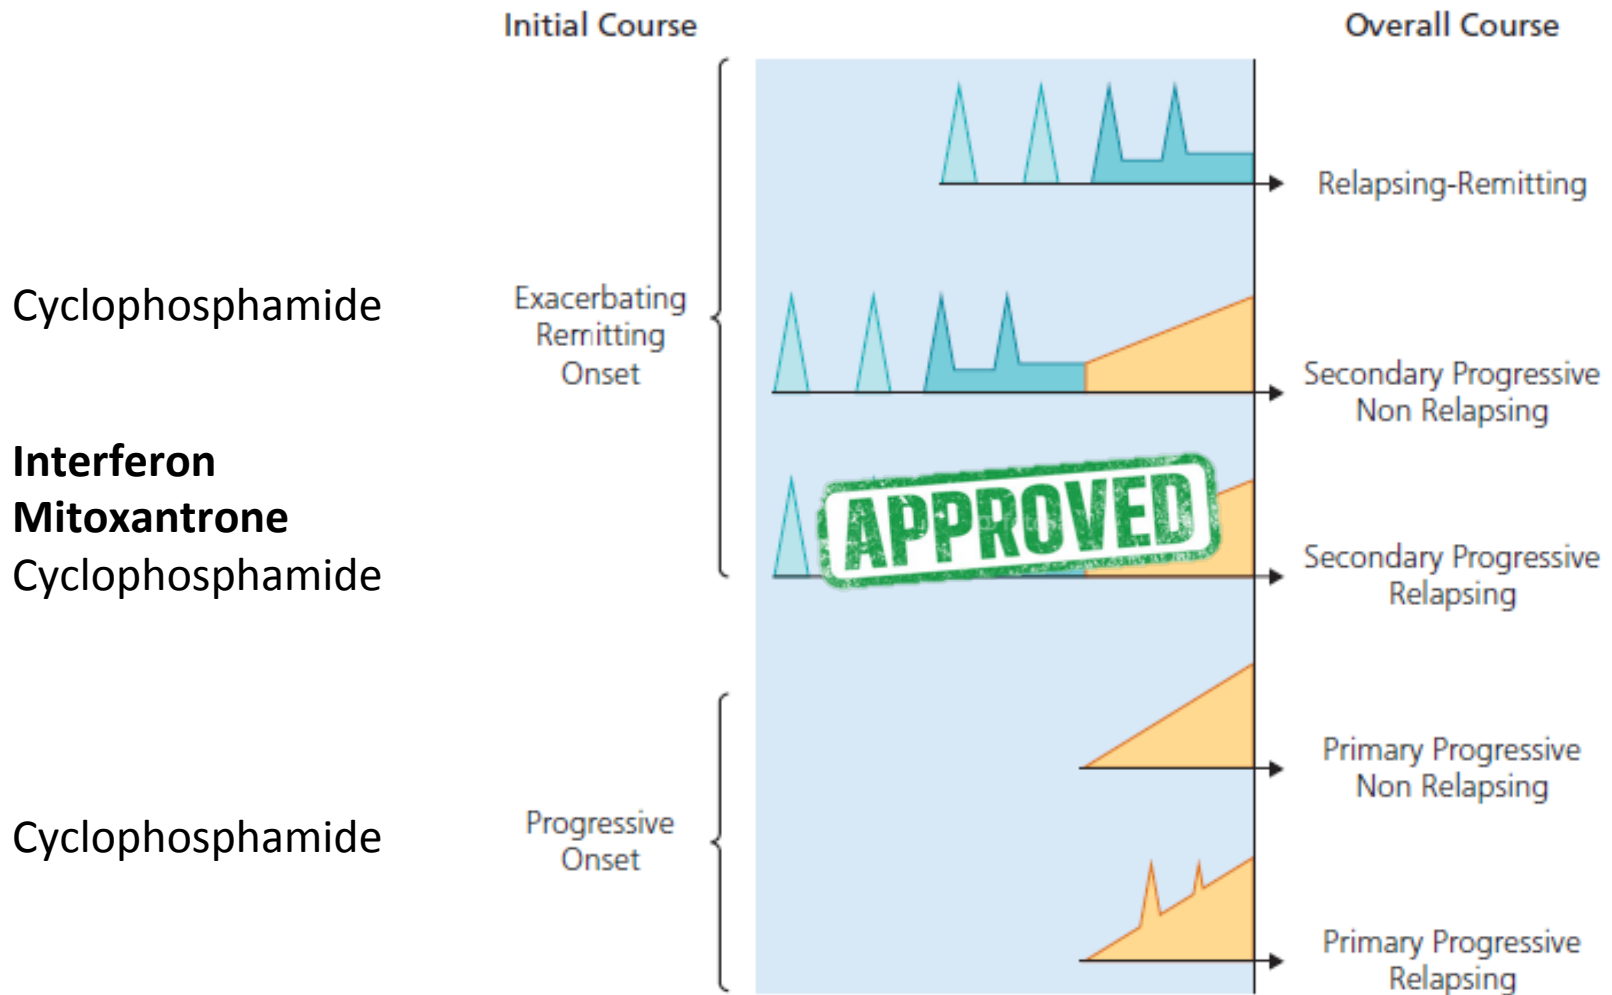 Initial Course
Overall Course
Relapsing-Remitting
Cyclophosphamide
Exacerbating
Remitting
Onset
Secondary Progressive
Non Relapsing
Interferon
Mitoxantrone
Cyclophosphamide
APPROVED
Secondary Progressive
Relapsing
Primary Progressive
Non Relapsing
Cyclophosphamide
Progressive
Onset
Primary Progressive
Relapsing